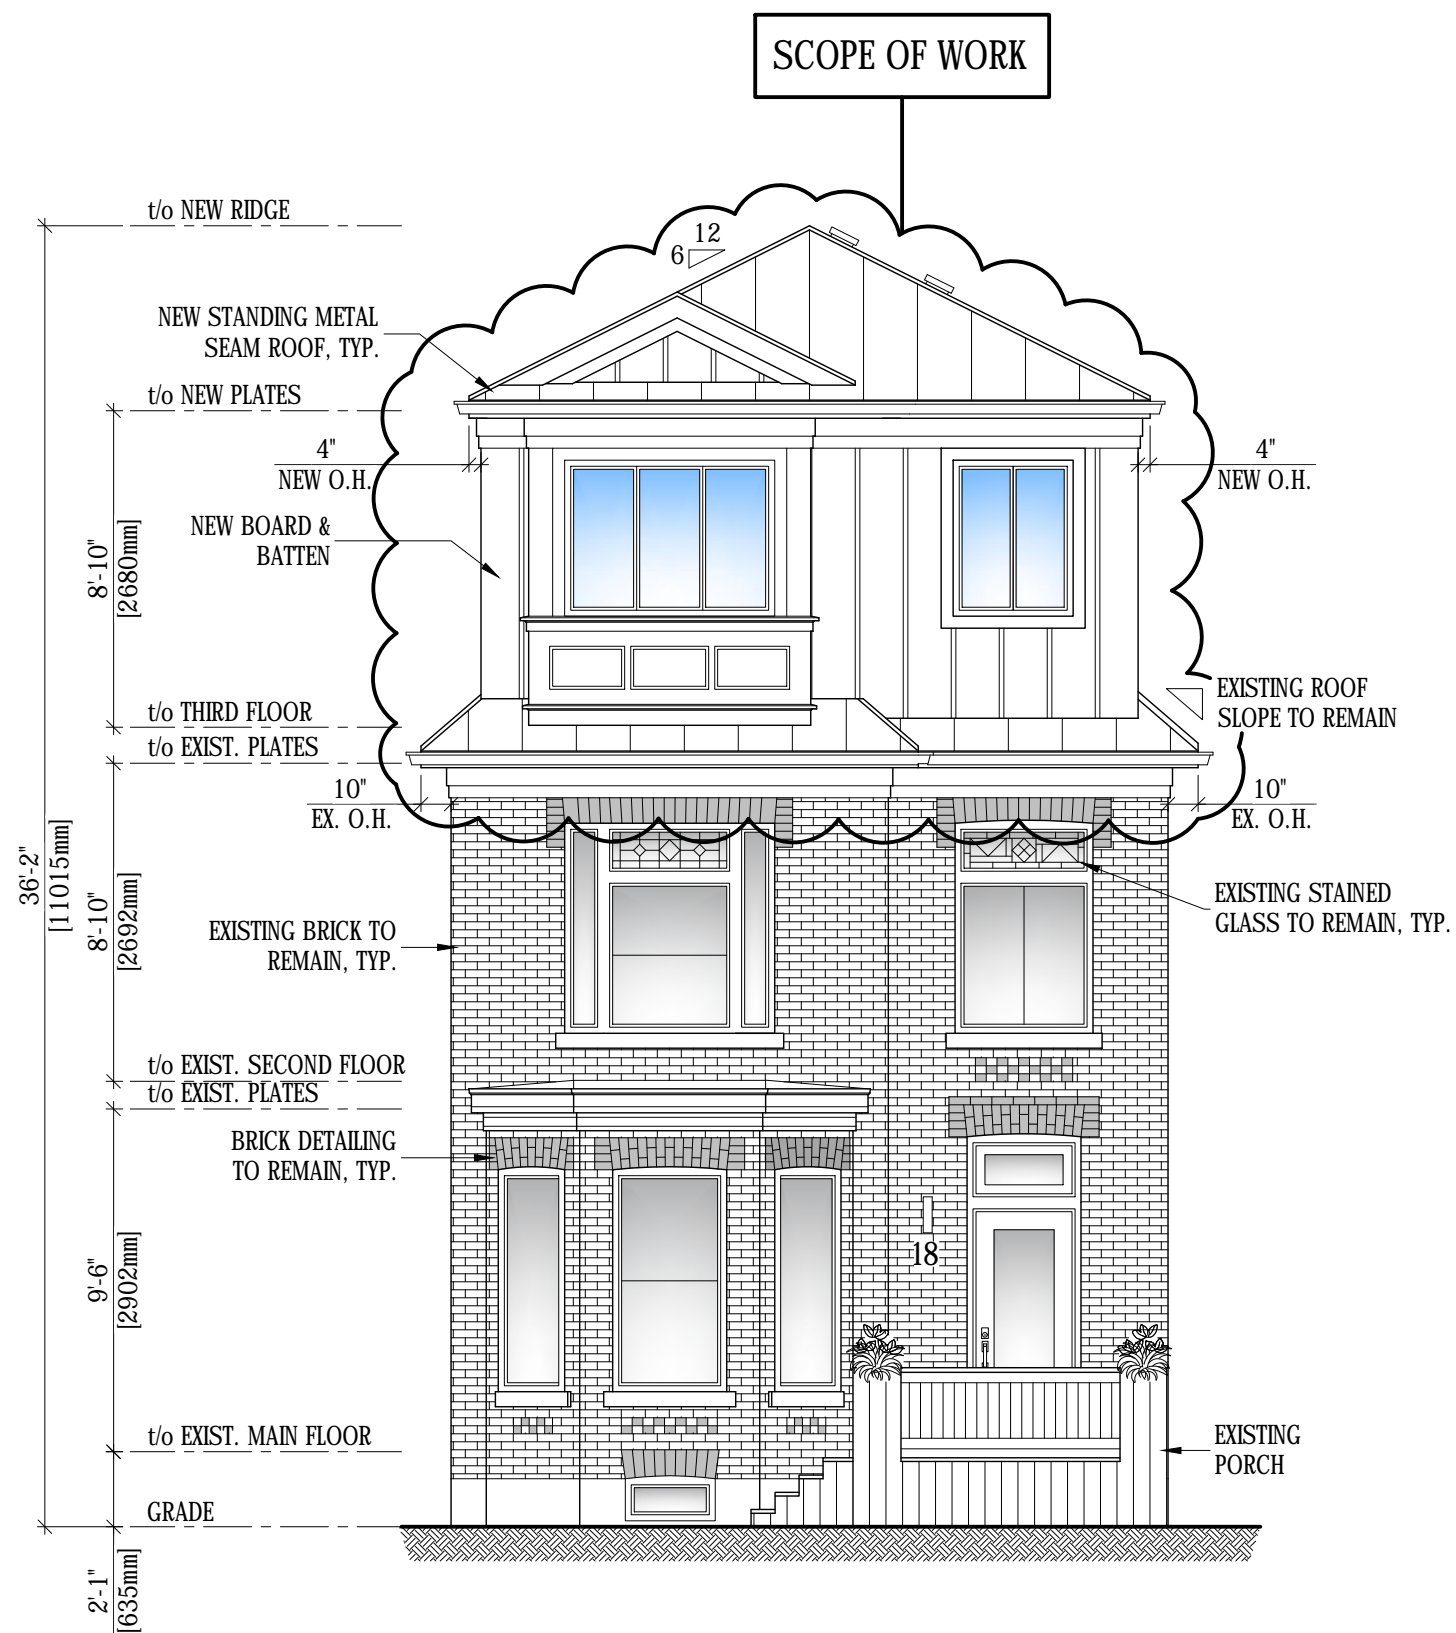 SCOPE OF WORK
t/o NEW RIDGE
12
6
NEW STANDING METAL
SEAM ROOF, TYP.
t/o NEW PLATES
4"
NEW O.H.
4"
NEW O.H.
NEW BOARD &
BATTEN
8'-10"
[2680mm]
EXISTING ROOF
SLOPE TO REMAIN
t/o THIRD FLOOR
t/o EXIST. PLATES
10"
EX. O.H.
10"
EX. O.H.
36'-2"
[11015mm]
8'-10"
[2692mm]
EXISTING STAINED
GLASS TO REMAIN, TYP.
EXISTING BRICK TO
REMAIN, TYP.
t/o EXIST. SECOND FLOOR
t/o EXIST. PLATES
BRICK DETAILING
TO REMAIN, TYP.
18
9'-6"
[2902mm]
t/o EXIST. MAIN FLOOR
EXISTING
PORCH
GRADE
2'-1"
[635mm]